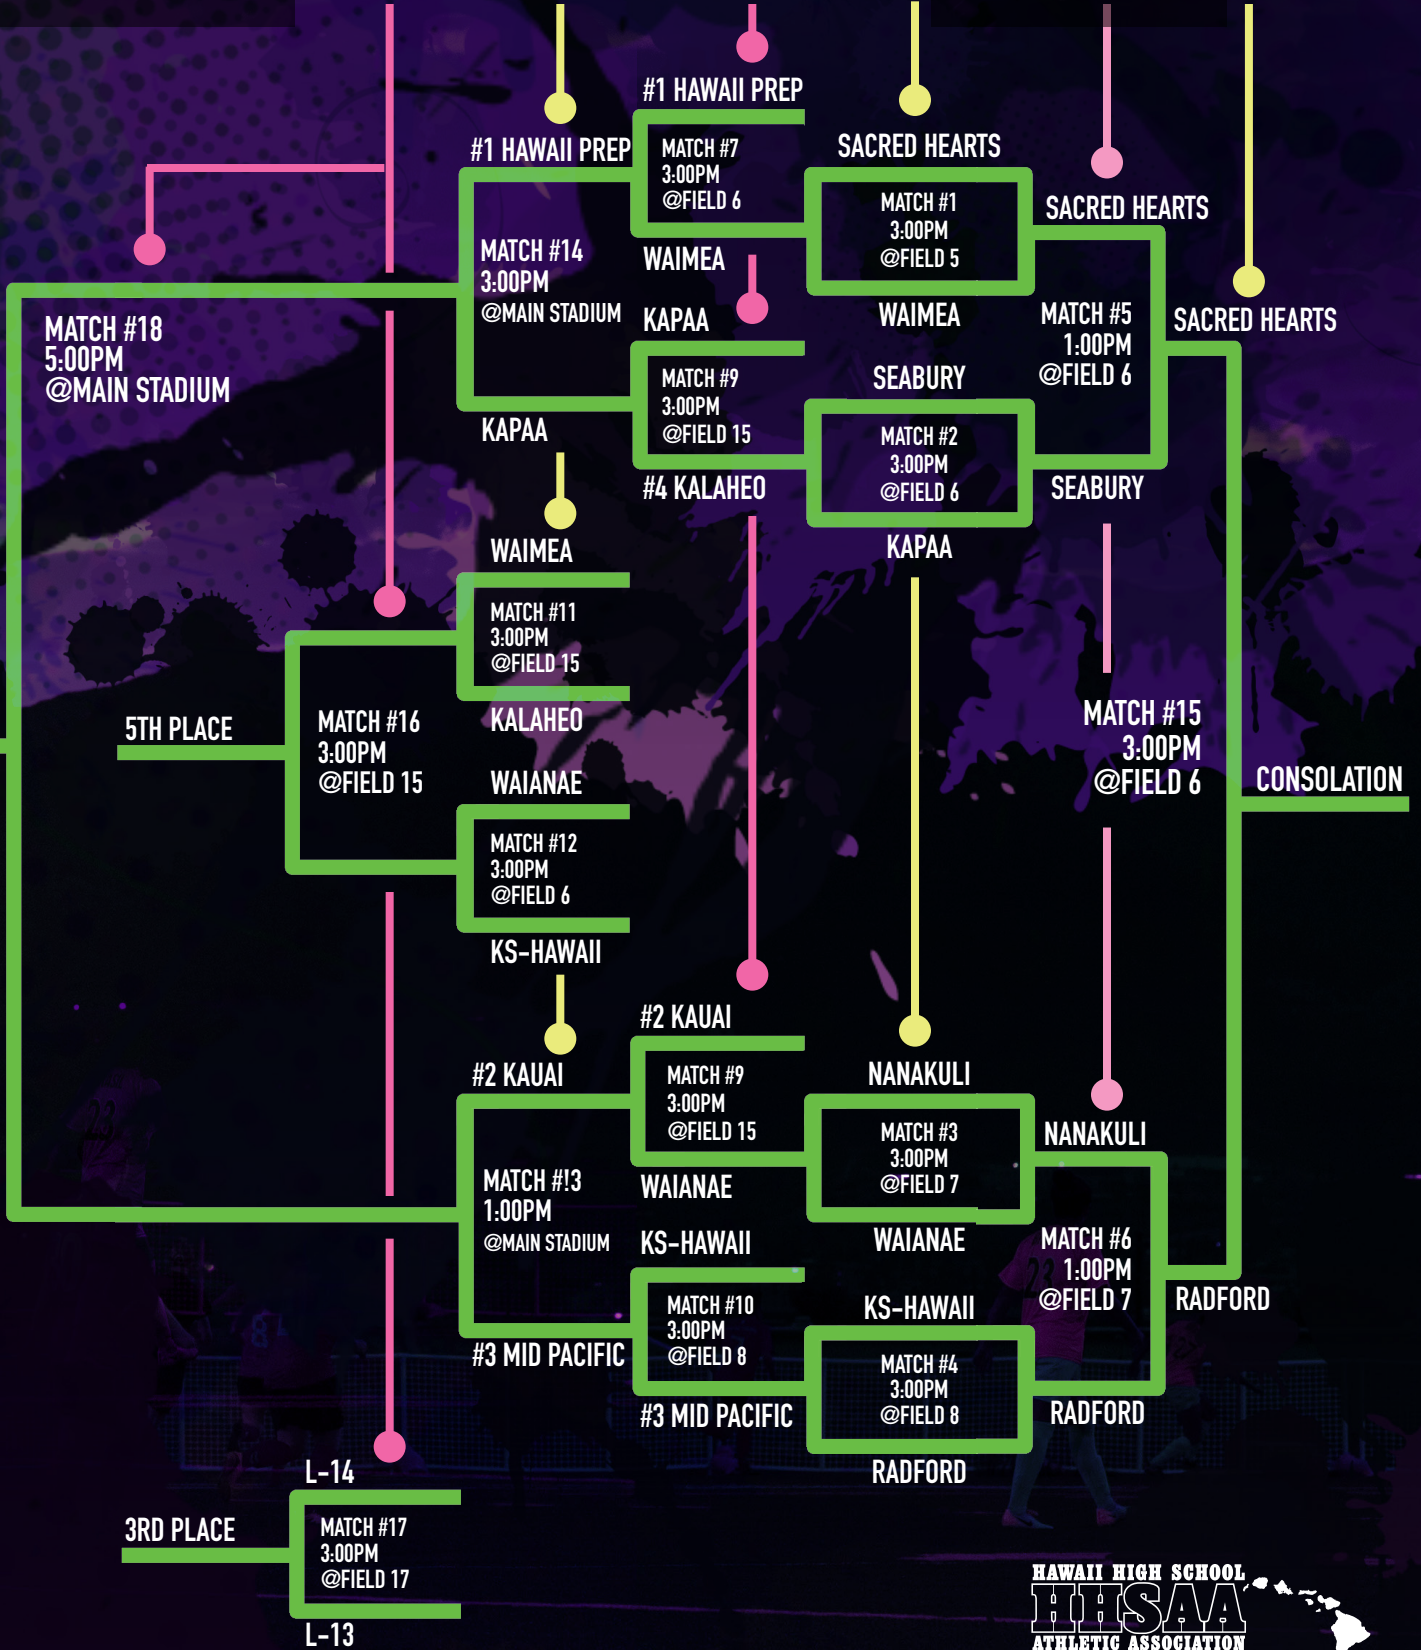 #1 HAWAII PREP
#1 HAWAII PREP
MATCH #7
3:00PM
@FIELD 6
SACRED HEARTS
MATCH #1
3:00PM
@FIELD 5
SACRED HEARTS
MATCH #14
3:00PM
@MAIN STADIUM
WAIMEA
WAIMEA
KAPAA
MATCH #5
1:00PM
@FIELD 6
SACRED HEARTS
MATCH #18
5:00PM
@MAIN STADIUM
MATCH #9
3:00PM
@FIELD 15
SEABURY
MATCH #2
3:00PM
@FIELD 6
KAPAA
#4 KALAHEO
SEABURY
KAPAA
WAIMEA
MATCH #11
3:00PM
@FIELD 15
KALAHEO
5TH PLACE
MATCH #16
3:00PM
@FIELD 15
WAIANAE
MATCH #12
3:00PM
@FIELD 6
KS-HAWAII
MATCH #15
3:00PM
@FIELD 6
CONSOLATION
#2 KAUAI
#2 KAUAI
MATCH #9
3:00PM
@FIELD 15
NANAKULI
MATCH #3
3:00PM
@FIELD 7
NANAKULI
MATCH #!3
1:00PM
@MAIN STADIUM
WAIANAE
WAIANAE
KS-HAWAII
MATCH #6
1:00PM
@FIELD 7
RADFORD
MATCH #10
3:00PM
@FIELD 8
KS-HAWAII
MATCH #4
3:00PM
@FIELD 8
#3 MID PACIFIC
#3 MID PACIFIC
RADFORD
RADFORD
L-14
3RD PLACE
MATCH #17
3:00PM
@FIELD 17
L-13
HAWAII HIGH SCHOOL
HHSAA
ATHLETIC ASSOCIATION